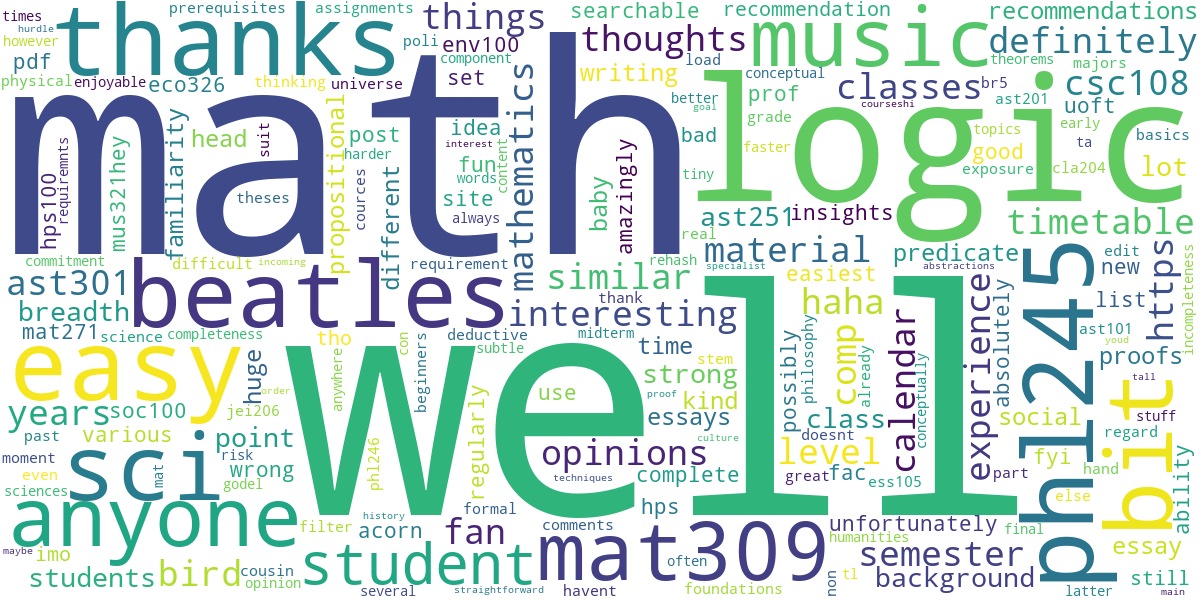 times
hurdle
however
prerequisites
assignments
thanks
poli
things
searchable
recommendation
recommendations
pdf
env100
component
thoughts
music
definitely
physical
enjoyable
eco326
thinking
universe
set
writing
load
conceptual
theorems
majors
math
logic
better
goal
prof
courseshi
classes
br5
ast201
csc108
familiarity
head
suit
propositional
post
harder
idea
interest
fun
words
content
mathematics
bad
grade
faster
topics
early
uoft
ta
basics
good
exposure
cla204
lot
hps100
requiremnts
mus321hey
theses
cources
different
site
always
baby
amazingly
tiny
ast251
insights
real
timetable
commitment
difficult
incoming
requirement
similar
rehash
material
specialist
predicate
abstractions
edit
new
https
ast301
beatles
thank
easiest
haha
list
breadth
interesting
experience
absolutely
phl245
mat271
science
completeness
tho
con
deductive
midterm
time
stem
comp
calendar
ast101
youd
incompleteness
proofs
easy
huge
anywhere
subtle
beginners
well
use
strong
kind
possibly
philosophy
already
conceptually
tall
stuff
bit
years
soc100
jei206
order
regularly
proof
essays
class
social
regard
past
various
point
culture
level
part
fyi
hand
moment
risk
wrong
phl246
opinions
complete
great
fac
ess105
even
sci
mat
godel
techniques
else
ability
sciences
anyone
filter
history
acorn
formal
fan
comments
hps
unfortunately
humanities
final
essay
maybe
imo
student
mat309
semester
students
bird
cousin
opinion
often
non
tl
background
latter
still
several
straightforward
havent
foundations
main